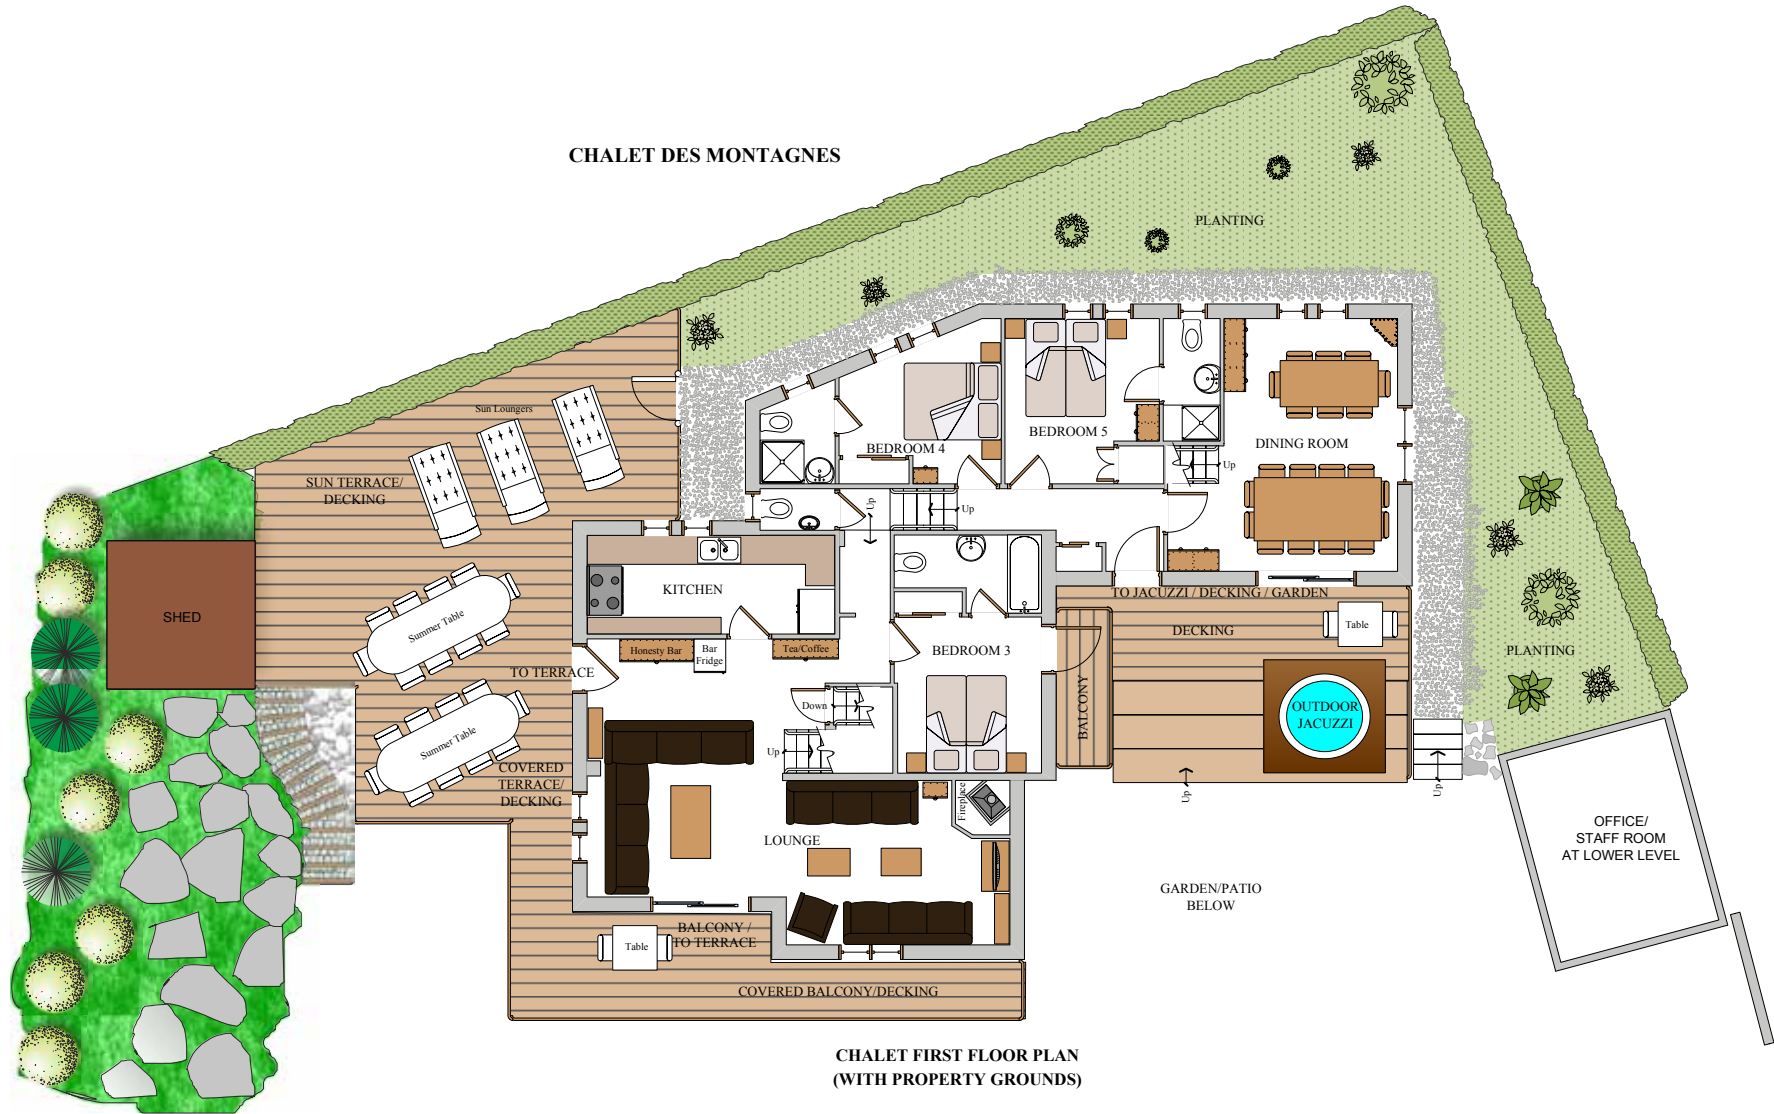 CHALET DES MONTAGNES
PLANTING
Sun Loungers
SUN TERRACE/
DECKING
BEDROOM 4
BEDROOM 5
DINING ROOM
Up
Up
Up
KITCHEN
SHED
Summer Table
Honesty Bar
Bar
Fridge
Tea/Coffee
TO TERRACE
BEDROOM 3
TO JACUZZI / DECKING / GARDEN
DECKING
Table
PLANTING
BALCONY
OUTDOOR
JACUZZI
Down
Up
Summer Table
COVERED
TERRACE/
DECKING
Fireplace
LOUNGE
Up
Up
OFFICE/
STAFF ROOM
AT LOWER LEVEL
GARDEN/PATIO
BELOW
BALCONY /
TO TERRACE
Table
COVERED BALCONY/DECKING
CHALET FIRST FLOOR PLAN
(WITH PROPERTY GROUNDS)